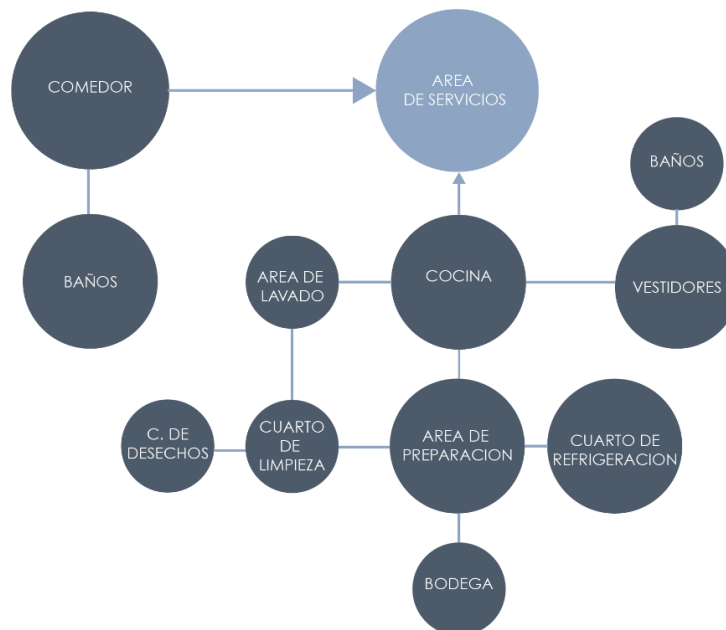 COMEDOR
AREA
DE SERVICIOS
BAÑOS
BAÑOS
AREA DE
LAVADO
COCINA
VESTIDORES
C. DE
DESECHOS
CUARTO
DE
LIMPIEZA
AREA DE
PREPARACION
CUARTO DE
REFRIGERACION
BODEGA